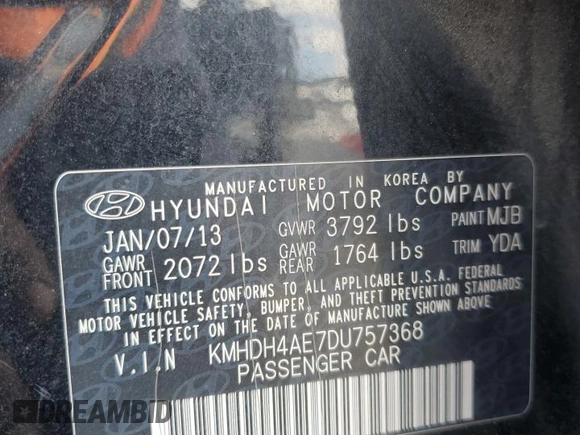 MANUFACTURED IN KOREA BY
HYUNDAI MOTOR COMPANY
JAN/07/13 GVWR 3792 lbs PAINT MJB
GAWR FRONT 2072 lbs GAWR REAR 1764 lbs TRIM YDA
THIS VEHICLE CONFORMS TO ALL APPLICABLE U.S.A. FEDERAL
MOTOR VEHICLE SAFETY, BUMPER, AND THEFT PREVENTION STANDARDS
IN EFFECT ON THE DATE OF MANUFACTURE SHOWN ABOVE
V.I.N KMHDH4AE7DU757368
PASSENGER CAR
DREAMBID